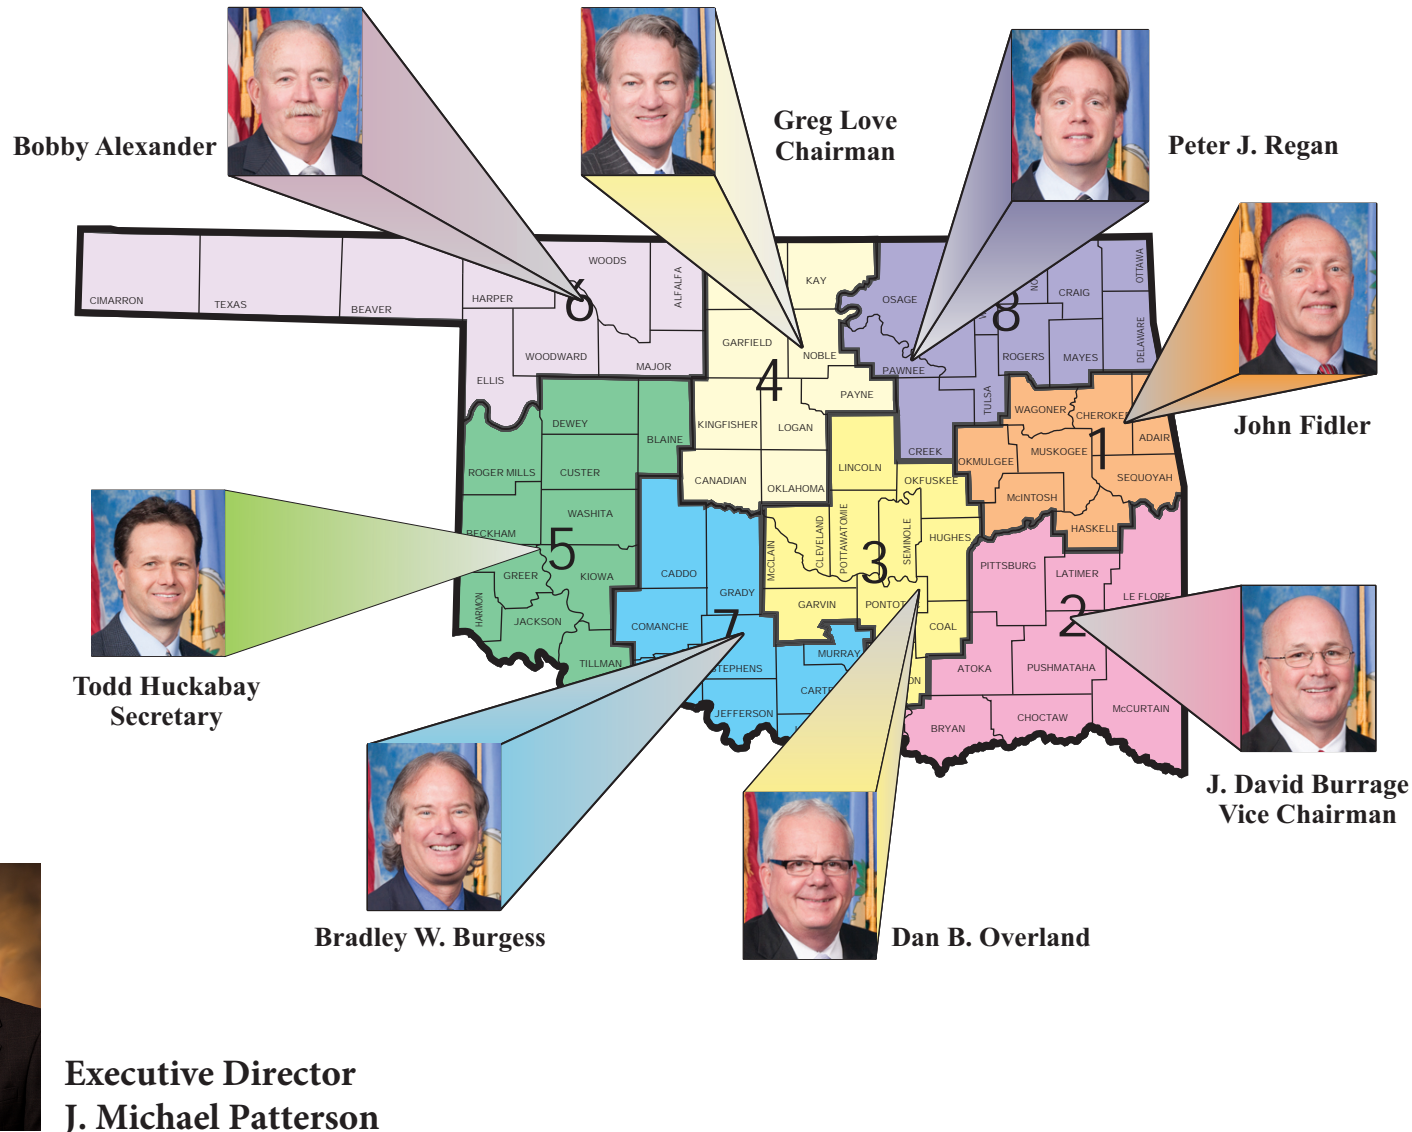 Bobby Alexander
Greg Love
Chairman
Peter J. Regan
John Fidler
Todd Huckabay
Secretary
J. David Burrage
Vice Chairman
Bradley W. Burgess
Dan B. Overland
CIMARRON
TEXAS
BEAVER
HARPER
WOODS
ALFALFA
6
ELLIS
WOODWARD
MAJOR
KAY
GARFIELD
NOBLE
4
PAYNE
KINGFISHER
LOGAN
CANADIAN
OKLAHOMA
OSAGE
CRAIG
OTTAWA
8
PAWNEE
ROGERS
MAYES
DELAWARE
TULSA
CREEK
WAGONER
CHEROKEE
ADAIR
1
OKMULGEE
MUSKOGEE
SEQUOYAH
McINTOSH
HASKELL
DEWEY
BLAINE
ROGER MILLS
CUSTER
WASHITA
BECKHAM
5
GREER
KIOWA
HARMON
JACKSON
TILLMAN
CADDO
GRADY
COMANCHE
7
STEPHENS
MURRAY
JEFFERSON
LINCOLN
OKFUSKEE
McCLAIN
CLEVELAND
POTTAWATOMIE
SEMINOLE
HUGHES
3
GARVIN
COAL
PITTSBURG
LATIMER
LE FLORE
2
ATOKA
PUSHMATAHA
McCURTAIN
BRYAN
CHOCTAW
Executive Director
J. Michael Patterson